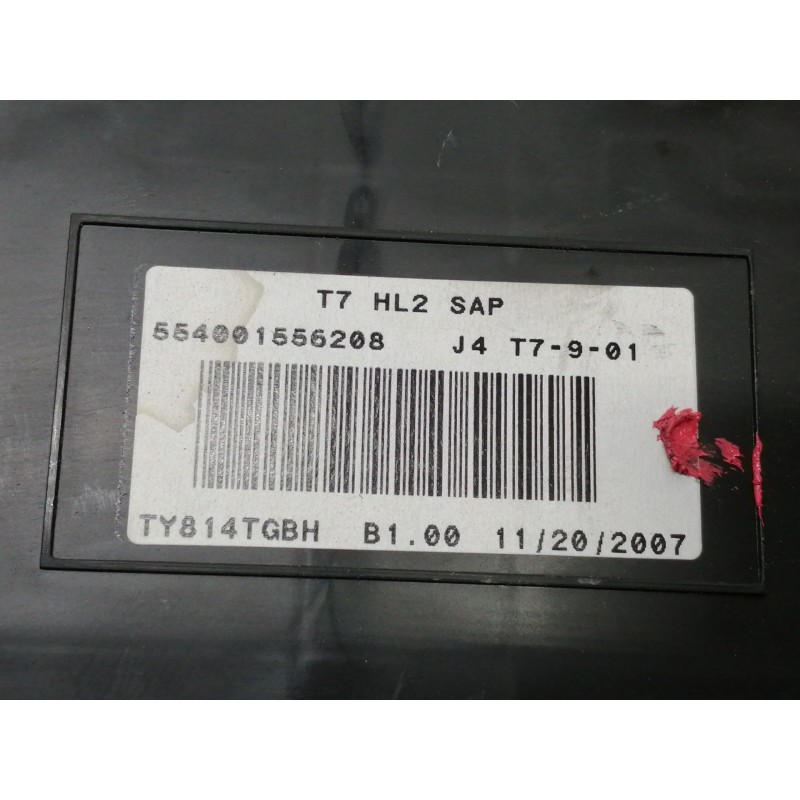 T7 HL2 SAP
554001556208 J4 T7-9-01
TY814TGBH B1.00 11/20/2007